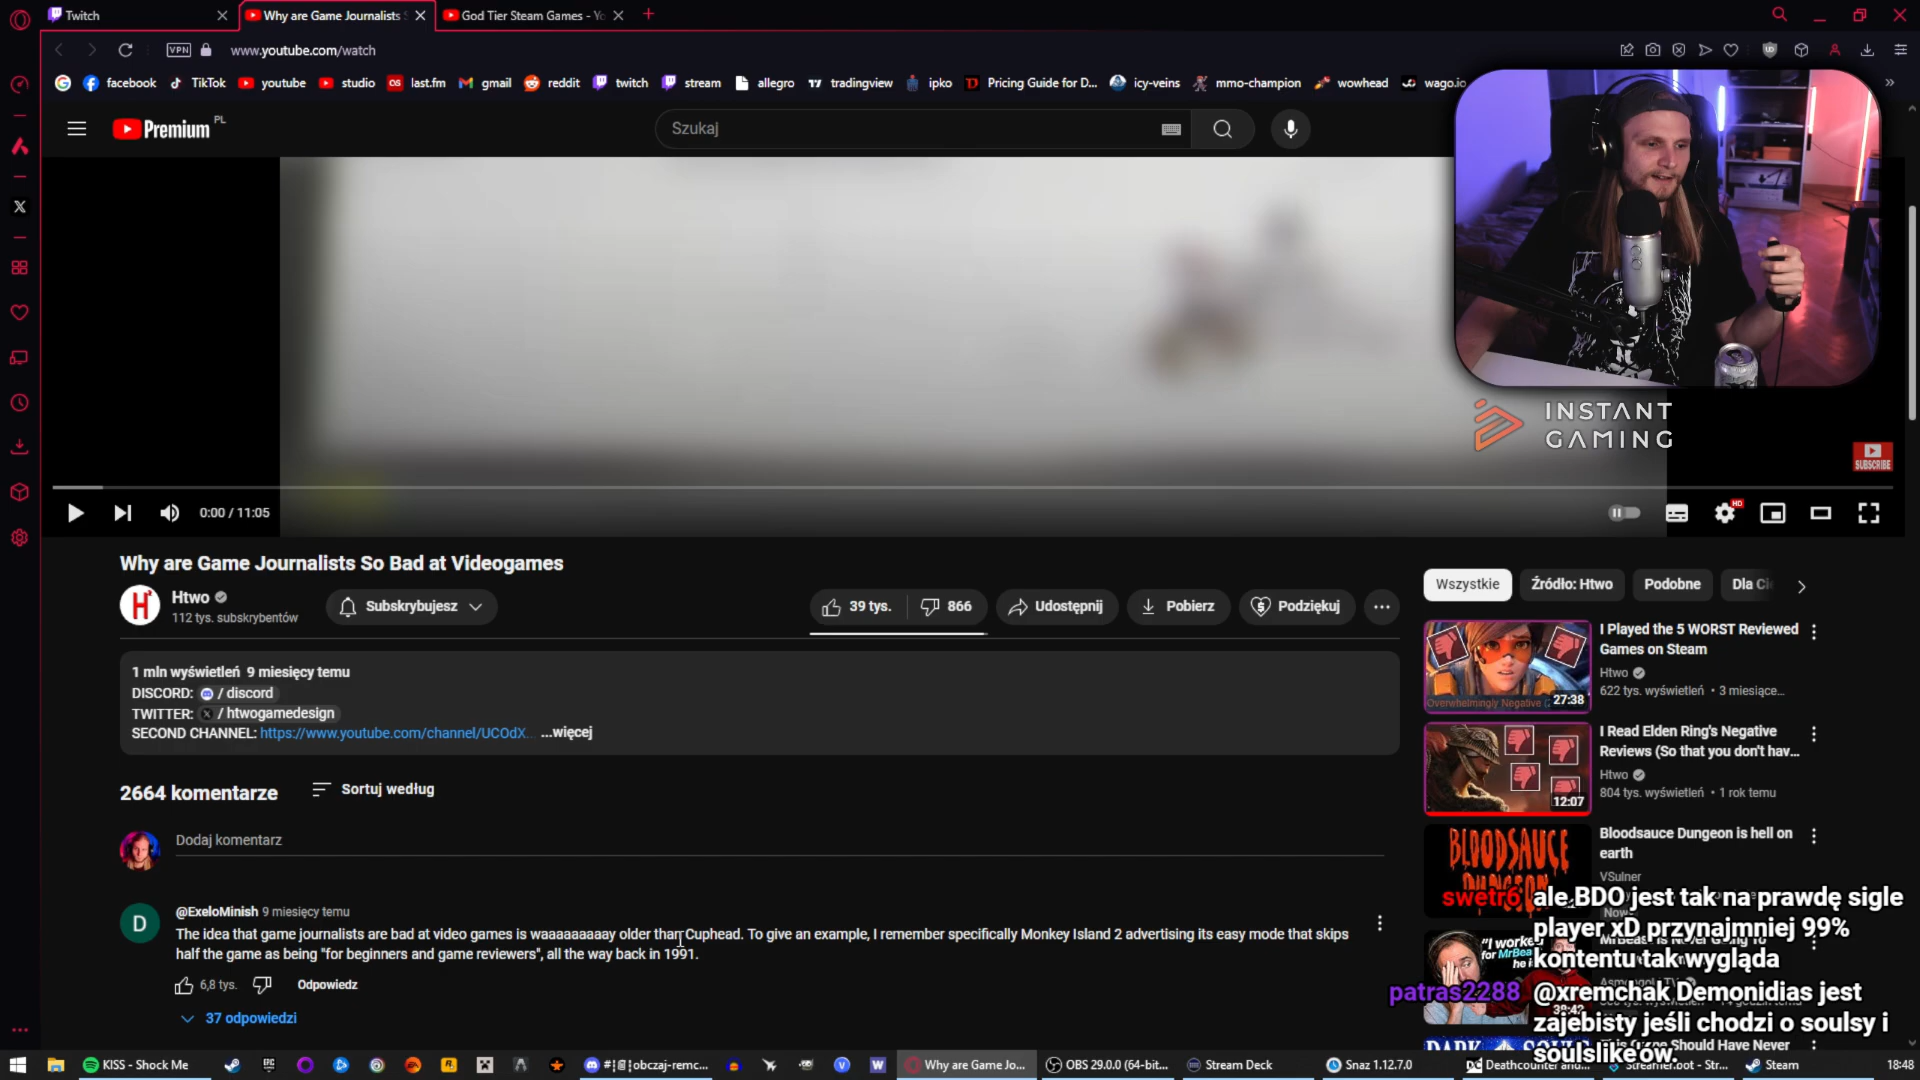 Twitch
Why are Game Journalists
God Tier Steam Games - Yo
VPN
www.youtube.com/watch
facebook
TikTok
youtube
studio
last.fm
gmail
reddit
twitch
stream
allegro
tradingview
ipko
Pricing Guide for D...
icy-veins
mmo-champion
wowhead
wago.io
Premium PL
Szukaj
INSTANT
GAMING
SUBSCRIBE
0:00 / 11:05
HD
Why are Game Journalists So Bad at Videogames
Htwo
112 tys. subskrybentów
Subskrybujesz
39 tys.
866
Udostępnij
Pobierz
Podziękuj
1 mln wyświetleń 9 miesięcy temu
DISCORD: / discord
TWITTER: / htwogamedesign
SECOND CHANNEL: https://www.youtube.com/channel/UCOdX... ...więcej
2664 komentarze
Sortuj według
Dodaj komentarz
D
@ExeloMinish 9 miesięcy temu
The idea that game journalists are bad at video games is waaaaaaaaay older than Cuphead. To give an example, I remember specifically Monkey Island 2 advertising its easy mode that skips
half the game as being "for beginners and game reviewers", all the way back in 1991.
6,8 tys.
Odpowiedz
37 odpowiedzi
Wszystkie
Źródło: Htwo
Podobne
Dla Ci
I Played the 5 WORST Reviewed
Games on Steam
Htwo
622 tys. wyświetleń • 3 miesiące...
Overwhelmingly Negative
27:38
I Read Elden Ring's Negative
Reviews (So that you don't hav...
Htwo
804 tys. wyświetleń • 1 rok temu
12:07
Bloodsauce Dungeon is hell on
earth
VSulner
BLOODSAUCE
DUNGEON
swetr6 ale BDO jest tak na prawdę sigle
player xD przynajmniej 99%
kontentu tak wygląda
patras2288 @xremchak Demonidias jest
zajebisty jeśli chodzi o soulsy i
soulslike'ów.
"I worked
for MrBeast
Should Have Never
DARK SOULS
KISS - Shock Me
#!obczaj-remc...
Why are Game Jo...
OBS 29.0.0 (64-bit...
Stream Deck
Snaz 1.12.7.0
Deathcounter and...
Streamer.bot - Str...
Steam
18:48